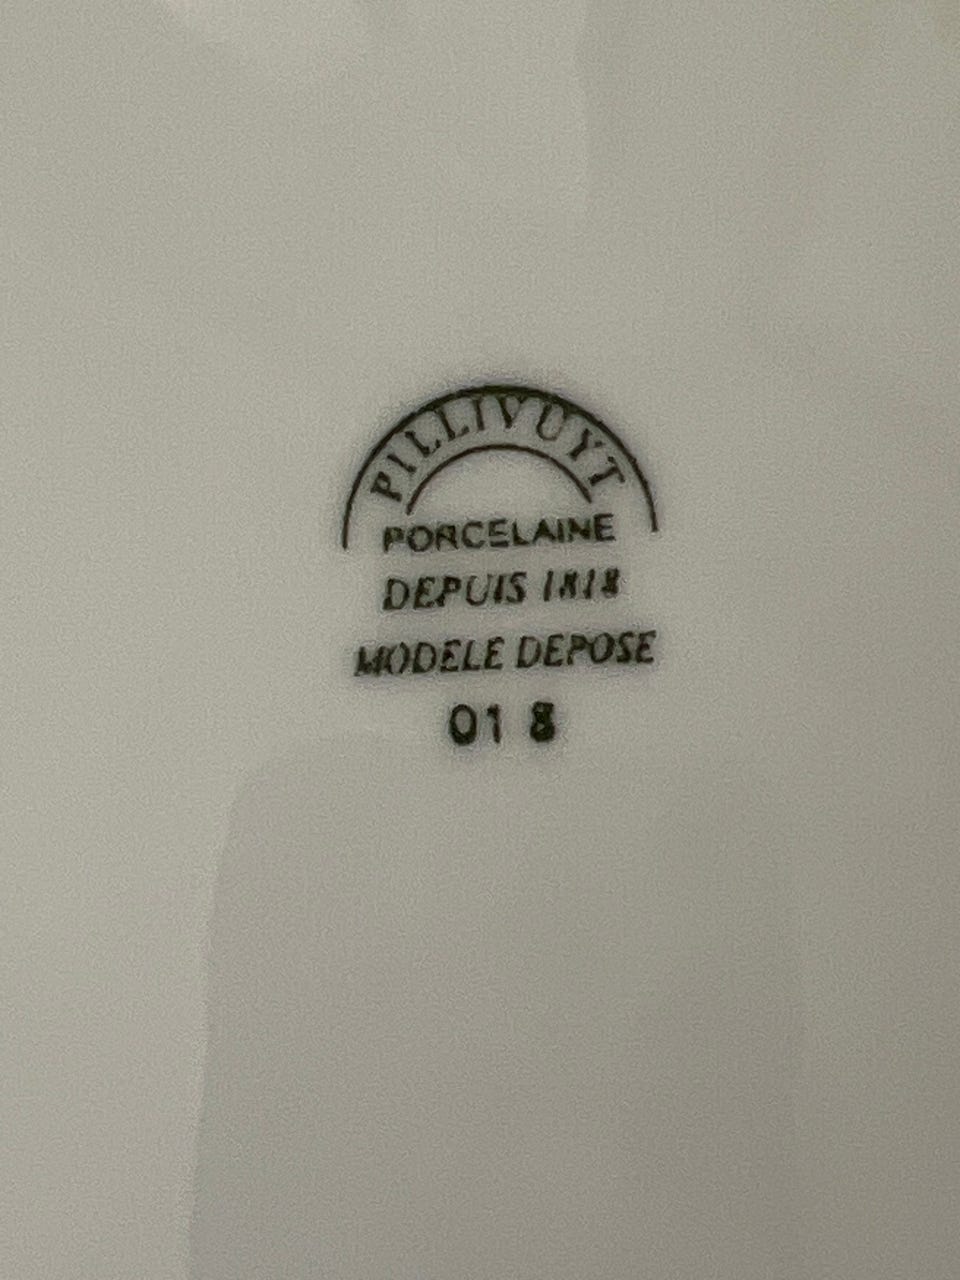 PILLIVUYT
PORCELAINE
DEPUIS 1818
MODELE DEPOSE
01 8